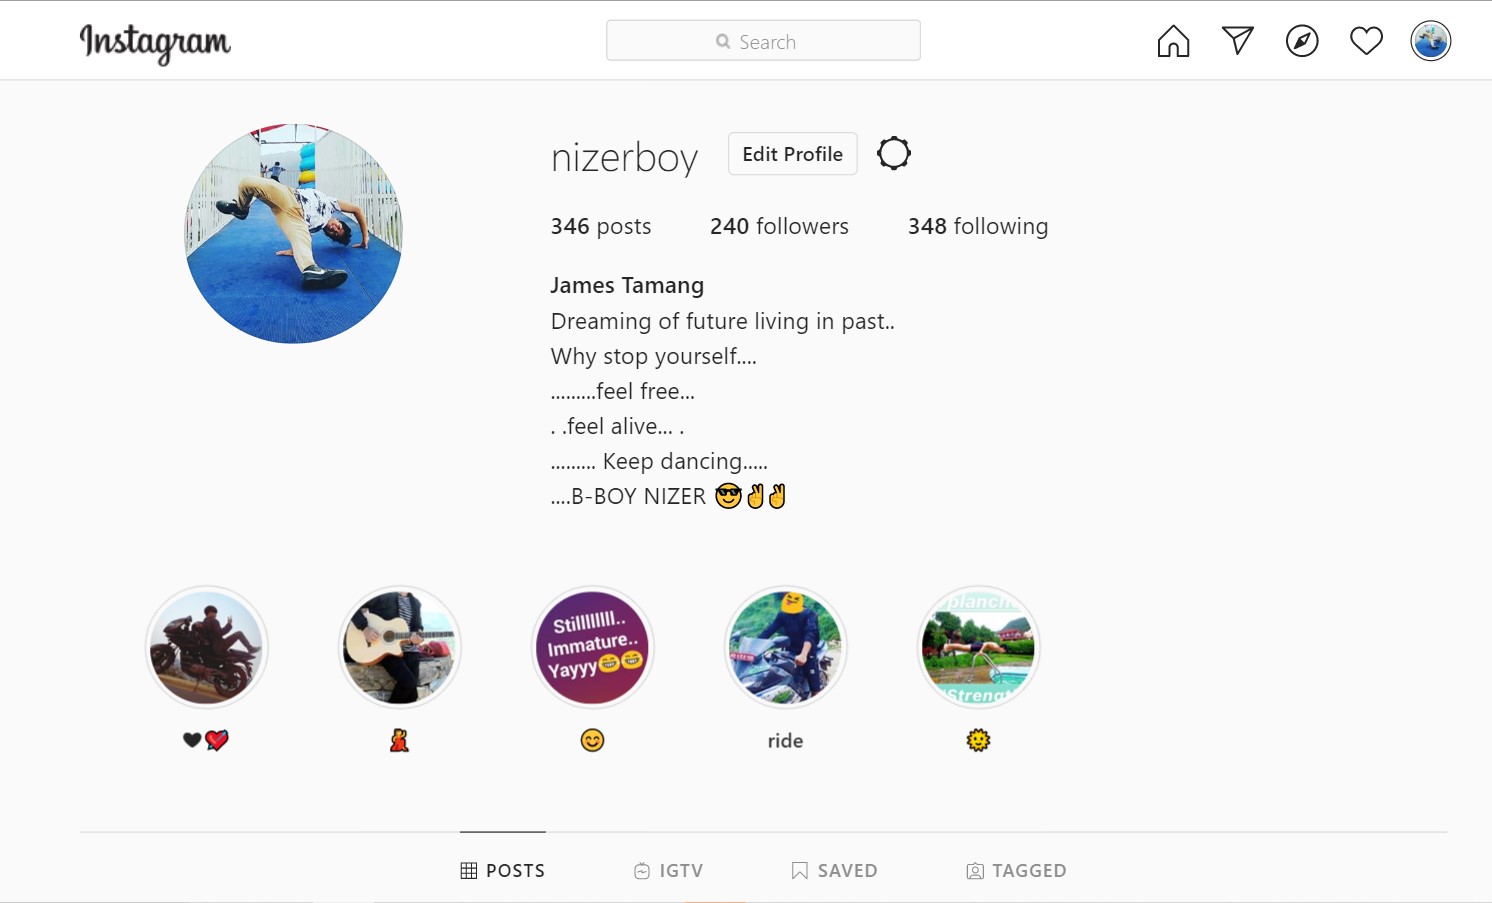 Instagram
Search
nizerboy Edit Profile
346 posts 240 followers 348 following
James Tamang
Dreaming of future living in past..
Why stop yourself....
.........feel free...
. .feel alive... .
......... Keep dancing.....
....B-BOY NIZER 😎✌✌
Stillllllll..
Immature..
Yayyy😁😁
planche
Strengt
🖤💘 💃 😊 ride 🌞
POSTS IGTV SAVED TAGGED